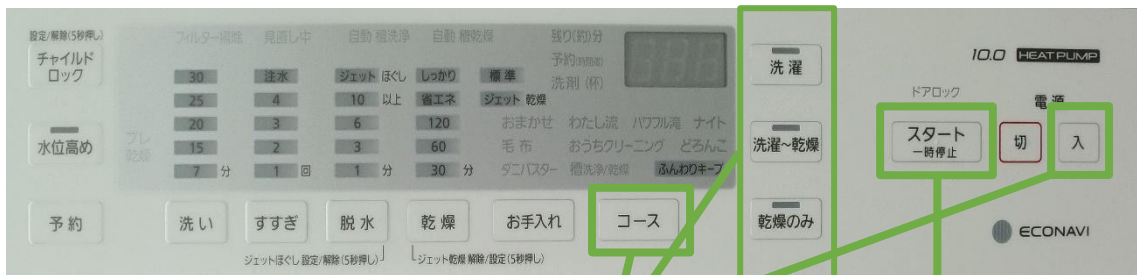 設定/解除(5秒押し)
チャイルド
ロック
水位高め
予約
フィルター掃除 見直し中 自動槽洗浄 自動槽乾燥 残り(約)分
予約(時間後)
洗剤(杯)
30 注水 ジェットほぐし しっかり 標準
25 4 10 以上 省エネ ジェット乾燥
20 3 6 120 おまかせ わたし流 パワフル滝 ナイト
プレ
乾燥
15 2 3 60 毛布 おうちクリーニング どろんこ
7 分 1 回 1 分 30 分 ダニバスター 槽洗浄/乾燥 ふんわりキープ
洗い すすぎ 脱水 乾燥 お手入れ コース
ジェットほぐし設定/解除(5秒押し) ジェット乾燥 解除/設定(5秒押し)
洗濯
洗濯~乾燥
乾燥のみ
10.0 HEAT PUMP
ドアロック
電源
スタート
一時停止
切 入
ECONAVI